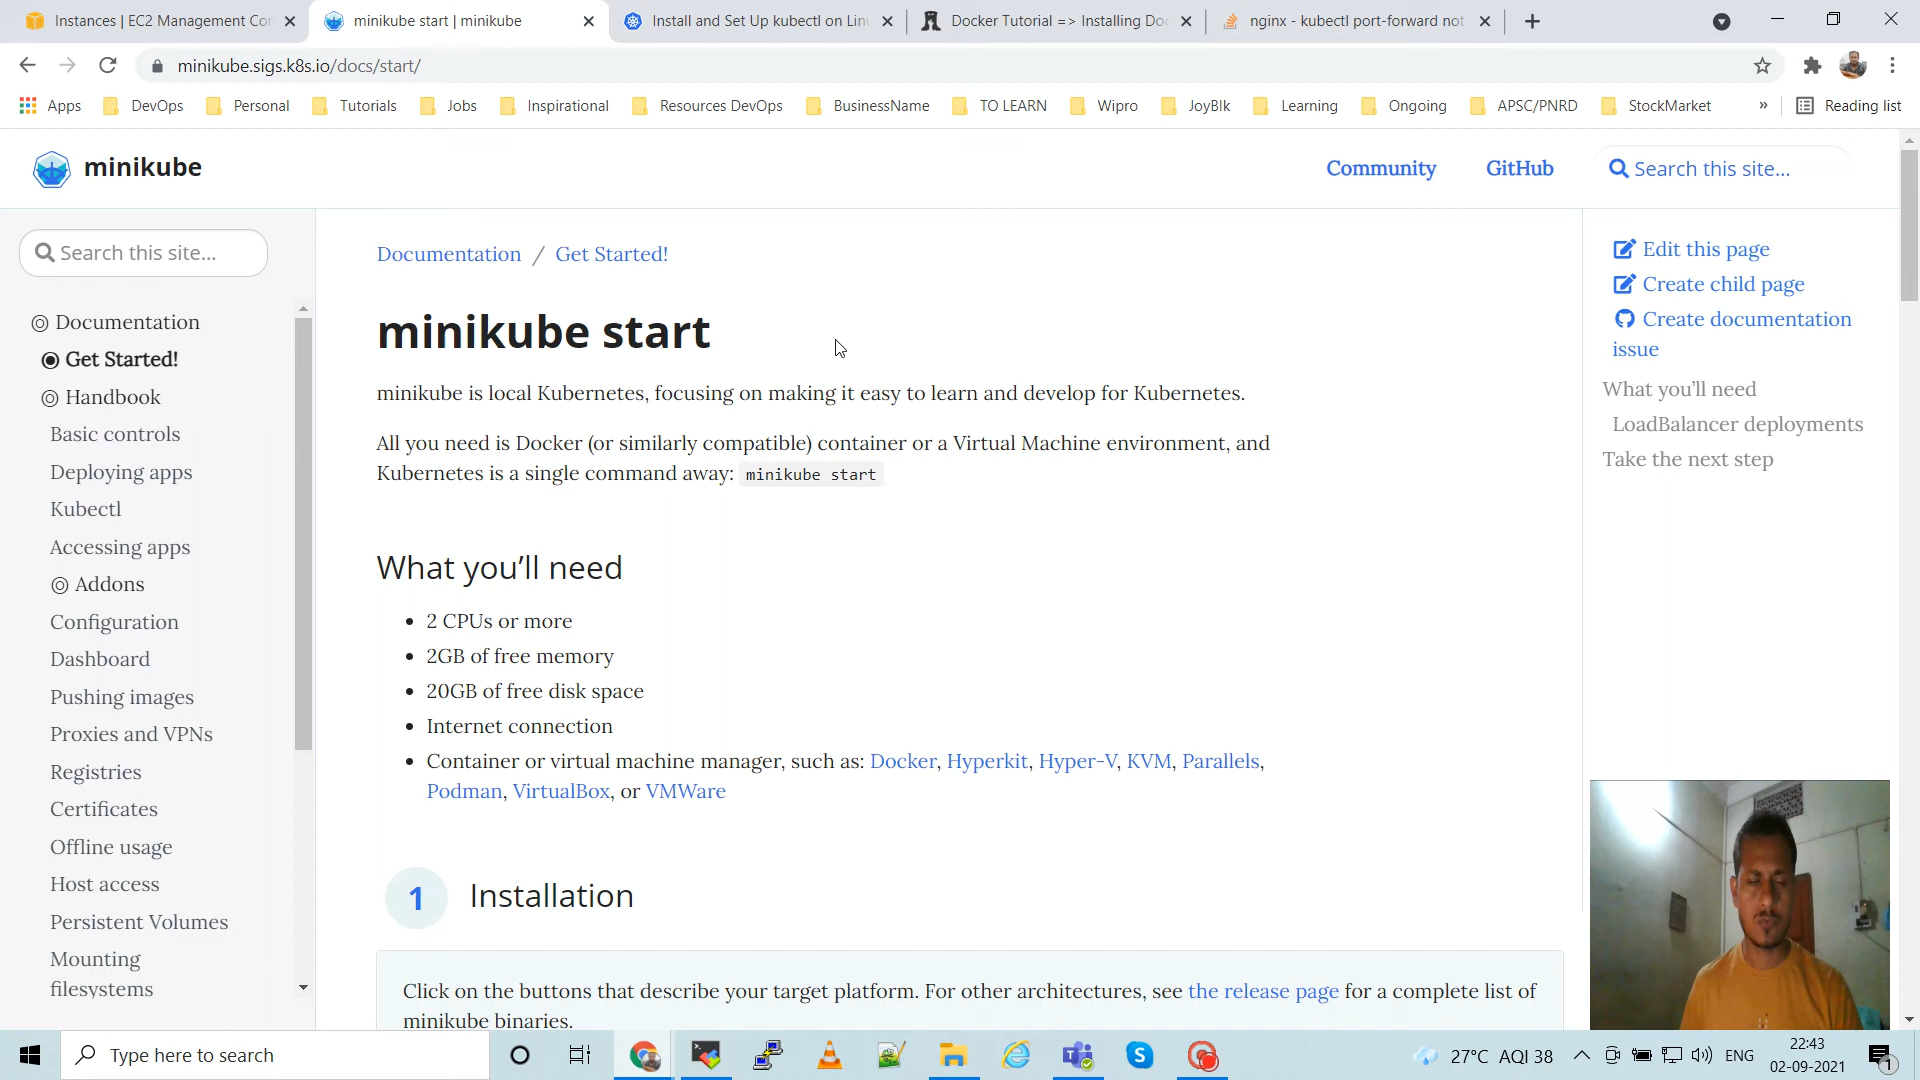 Instances | EC2 Management Con
minikube start | minikube
Install and Set Up kubectl on Linu
Docker Tutorial => Installing Doc
nginx - kubectl port-forward not
minikube.sigs.k8s.io/docs/start/
Apps
DevOps
Personal
Tutorials
Jobs
Inspirational
Resources DevOps
BusinessName
TO LEARN
Wipro
JoyBlk
Learning
Ongoing
APSC/PNRD
StockMarket
»
Reading list
minikube
Community
GitHub
Search this site...
Search this site...
Documentation
Get Started!
Handbook
Basic controls
Deploying apps
Kubectl
Accessing apps
Addons
Configuration
Dashboard
Pushing images
Proxies and VPNs
Registries
Certificates
Offline usage
Host access
Persistent Volumes
Mounting
filesystems
Documentation / Get Started!
minikube start
minikube is local Kubernetes, focusing on making it easy to learn and develop for Kubernetes.
All you need is Docker (or similarly compatible) container or a Virtual Machine environment, and
Kubernetes is a single command away: minikube start
What you’ll need
• 2 CPUs or more
• 2GB of free memory
• 20GB of free disk space
• Internet connection
• Container or virtual machine manager, such as: Docker, Hyperkit, Hyper-V, KVM, Parallels,
Podman, VirtualBox, or VMWare
1 Installation
Click on the buttons that describe your target platform. For other architectures, see the release page for a complete list of
minikube binaries.
Edit this page
Create child page
Create documentation
issue
What you’ll need
LoadBalancer deployments
Take the next step
Type here to search
27°C AQI 38
ENG
22:43
02-09-2021
1